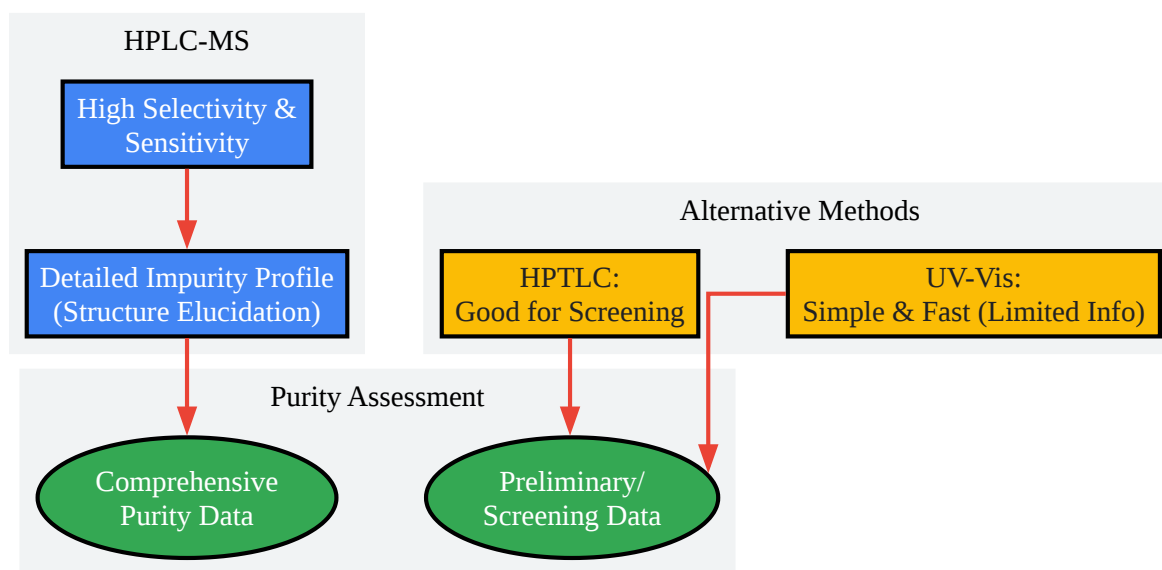 HPLC-MS
High Selectivity &
Sensitivity
Detailed Impurity Profile
(Structure Elucidation)
Alternative Methods
HPTLC:
Good for Screening
UV-Vis:
Simple & Fast (Limited Info)
Purity Assessment
Comprehensive
Purity Data
Preliminary/
Screening Data